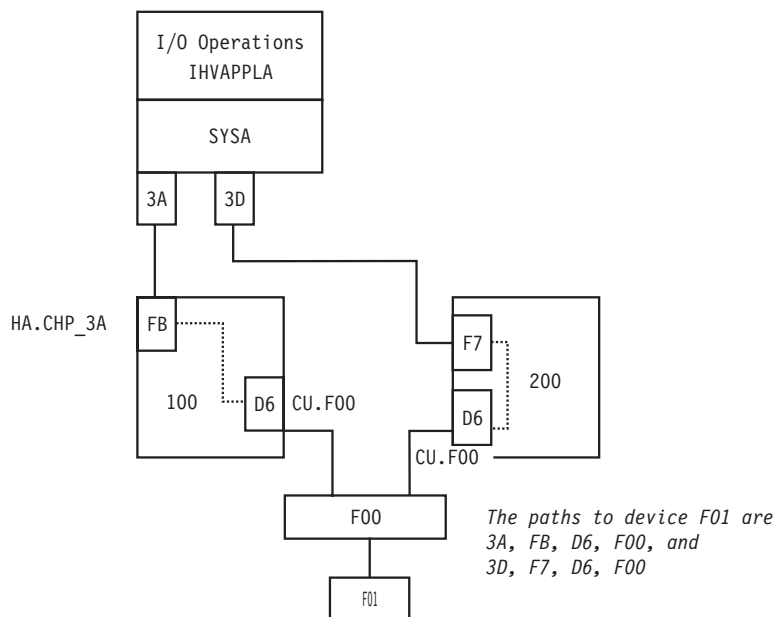 I/O Operations
IHVAPPLA
SYSA
3A
3D
HA.CHP_3A
FB
F7
100
D6
CU.F00
200
D6
CU.F00
F00
The paths to device F01 are
3A, FB, D6, F00, and
3D, F7, D6, F00
F01